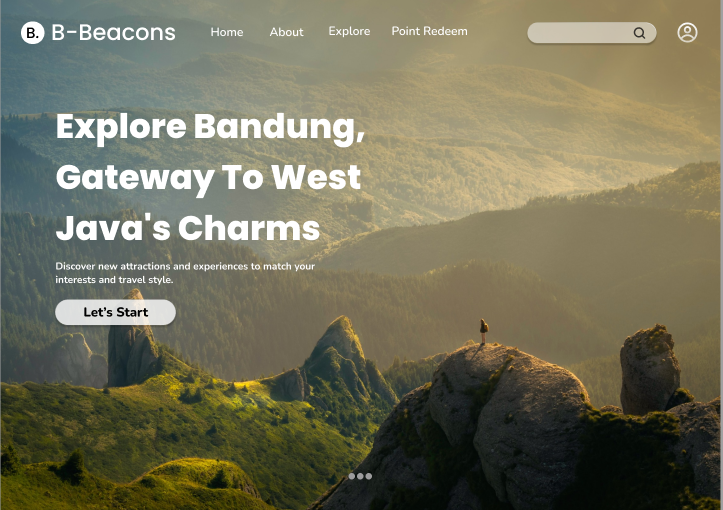 B. B-Beacons Home About Explore Point Redeem
Explore Bandung,
Gateway To West
Java's Charms
Discover new attractions and experiences to match your
interests and travel style.
Let's Start